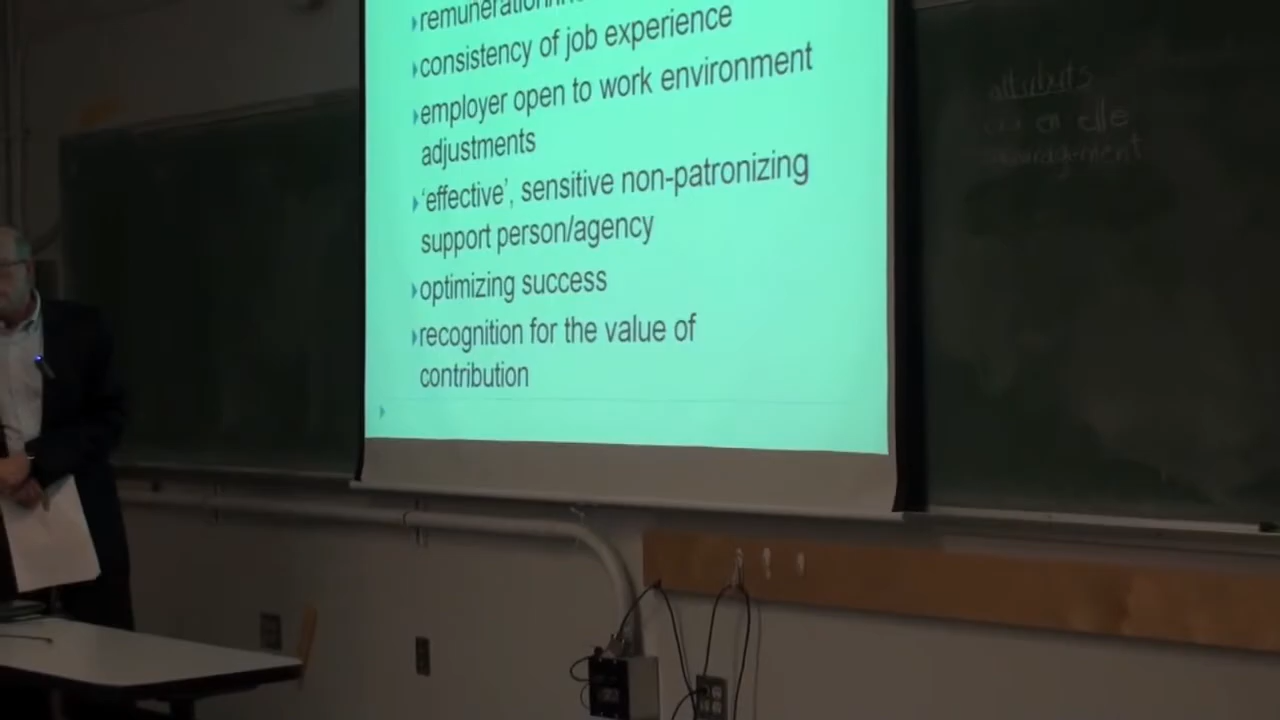 consistency of job experience
employer open to work environment
adjustments
'effective', sensitive non-patronizing
support person/agency
optimizing success
recognition for the value of
contribution